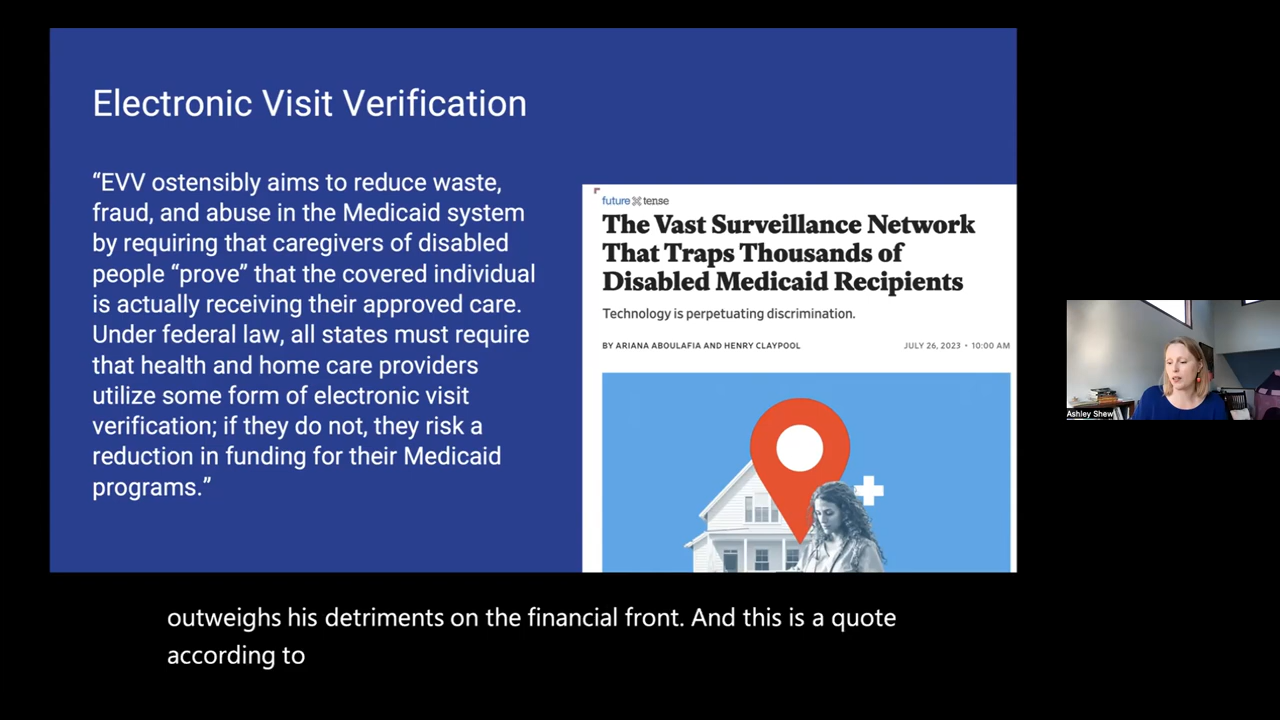 Electronic Visit Verification
“EVV ostensibly aims to reduce waste,
fraud, and abuse in the Medicaid system
by requiring that caregivers of disabled
people “prove” that the covered individual
is actually receiving their approved care.
Under federal law, all states must require
that health and home care providers
utilize some form of electronic visit
verification; if they do not, they risk a
reduction in funding for their Medicaid
programs.”
future tense
The Vast Surveillance Network
That Traps Thousands of
Disabled Medicaid Recipients
Technology is perpetuating discrimination.
BY ARIANA ABOULAFIA AND HENRY CLAYPOOL
JULY 26, 2023 • 10:00 AM
Ashley Shew
outweighs his detriments on the financial front. And this is a quote
according to